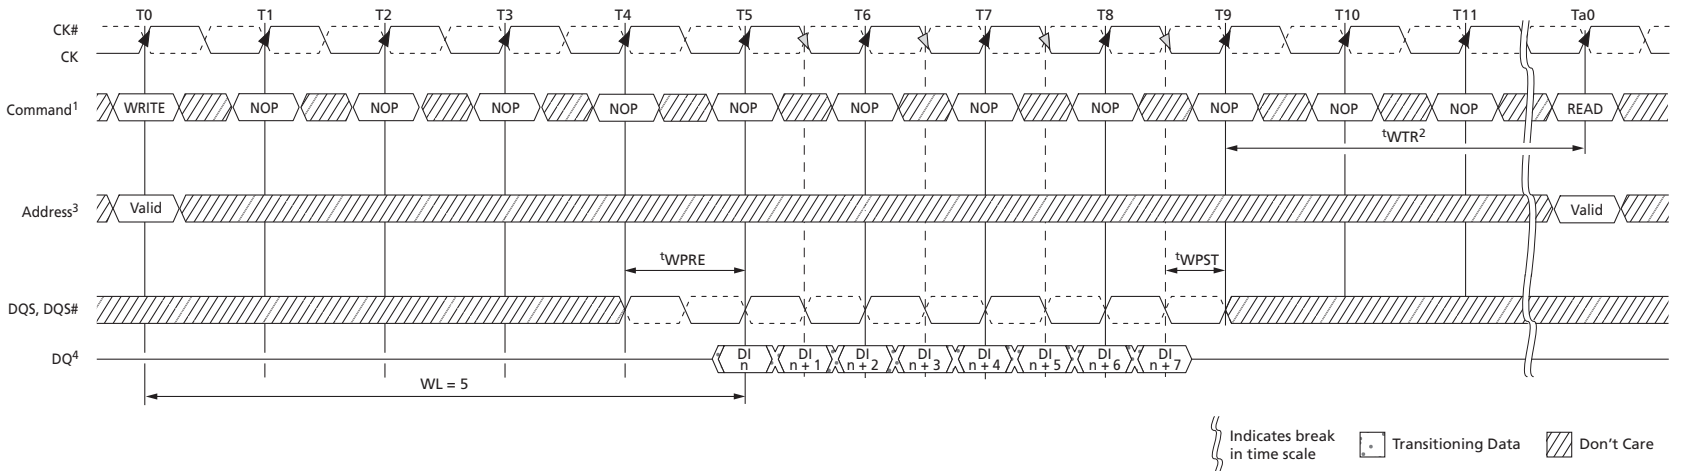 T0 T1 T2 T3 T4 T5 T6 T7 T8 T9 T10 T11 Ta0
CK#
CK
Command¹ WRITE NOP NOP NOP NOP NOP NOP NOP NOP NOP NOP NOP READ
tWTR²
Address³ Valid Valid
tWPRE tWPST
DQS, DQS#
DQ⁴ DI n DI n + 1 DI n + 2 DI n + 3 DI n + 4 DI n + 5 DI n + 6 DI n + 7
WL = 5
Indicates break
in time scale
Transitioning Data
Don't Care